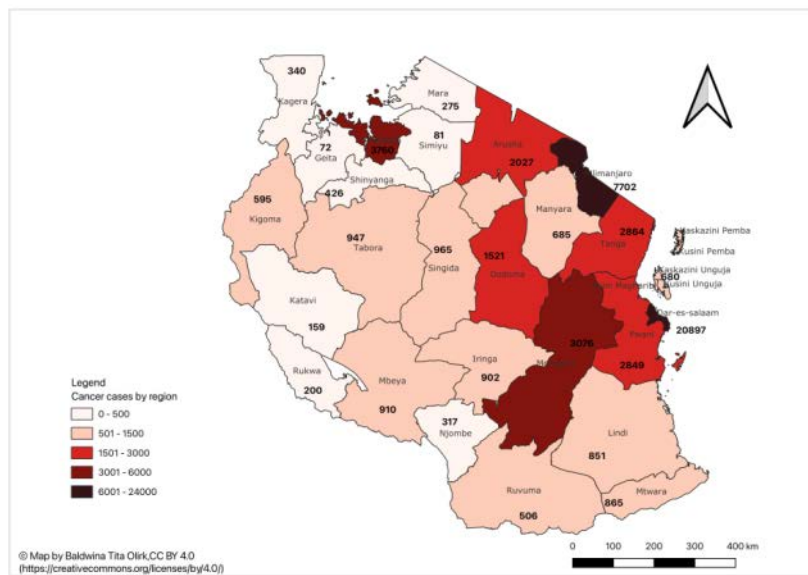 340
Kagera
Mara
275
81
Simiyu
72
Geita
3760
Shinyanga
426
Arusha
2027
7702
595
Kigoma
Manyara
685
2864
Tanga
947
Tabora
965
Singida
1521
Dodoma
Kusini Pemba
Kaskazini Unguja
680
Kusini Unguja
Dar-es-salaam
20897
Katavi
159
Pwani
3076
2849
Iringa
902
Rukwa
200
Mbeya
910
317
Njombe
Lindi
851
Ruvuma
506
865
Mtwara
Legend
Cancer cases by region
0 - 500
501 - 1500
1501 - 3000
3001 - 6000
6001 - 24000
0 100 200 300 400 km
© Map by Baldwina Tita Olirk,CC BY 4.0
(https://creativecommons.org/licenses/by/4.0/)